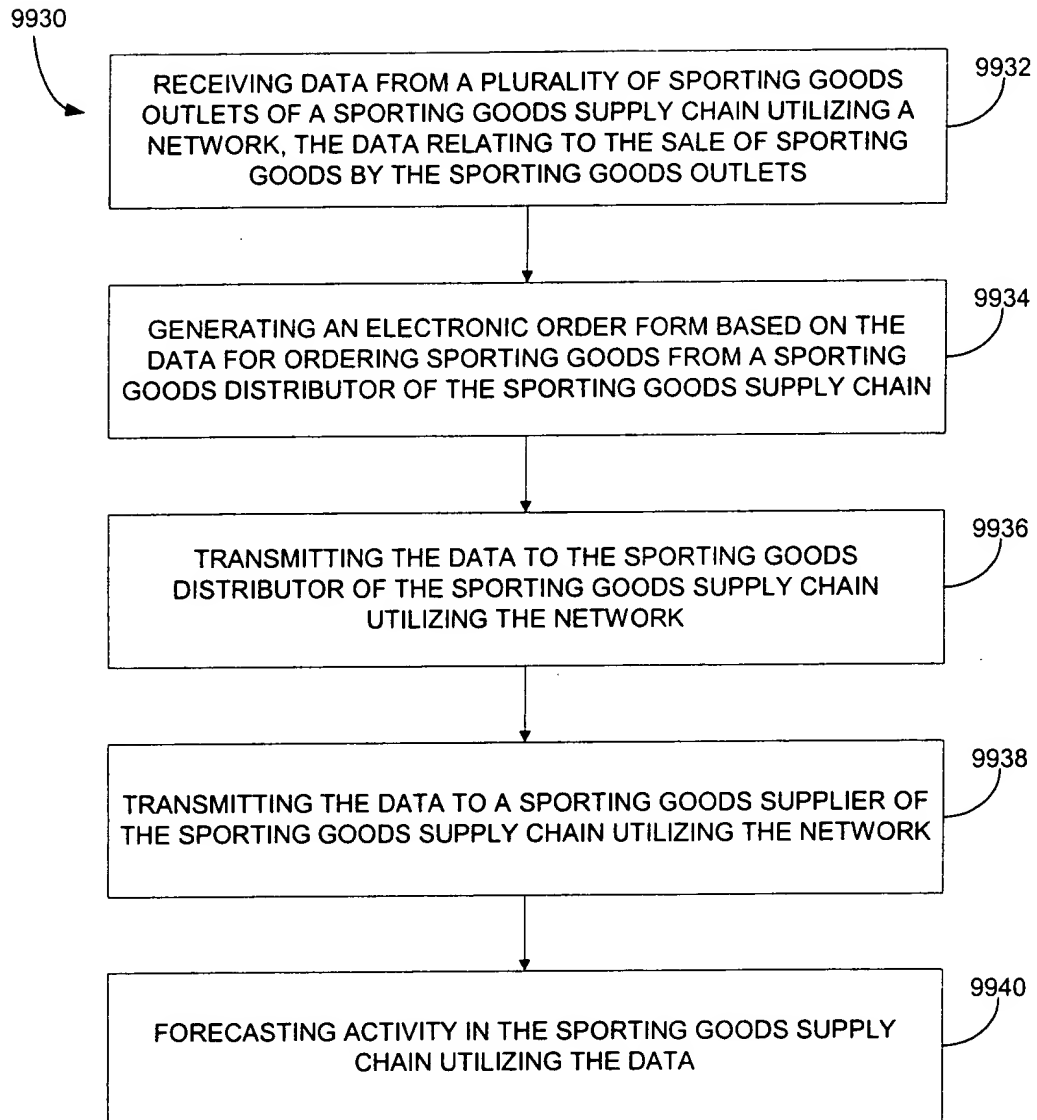 9930
RECEIVING DATA FROM A PLURALITY OF SPORTING GOODS
OUTLETS OF A SPORTING GOODS SUPPLY CHAIN UTILIZING A
NETWORK, THE DATA RELATING TO THE SALE OF SPORTING
GOODS BY THE SPORTING GOODS OUTLETS
9932
GENERATING AN ELECTRONIC ORDER FORM BASED ON THE
DATA FOR ORDERING SPORTING GOODS FROM A SPORTING
GOODS DISTRIBUTOR OF THE SPORTING GOODS SUPPLY CHAIN
9934
TRANSMITTING THE DATA TO THE SPORTING GOODS
DISTRIBUTOR OF THE SPORTING GOODS SUPPLY CHAIN
UTILIZING THE NETWORK
9936
TRANSMITTING THE DATA TO A SPORTING GOODS SUPPLIER OF
THE SPORTING GOODS SUPPLY CHAIN UTILIZING THE NETWORK
9938
FORECASTING ACTIVITY IN THE SPORTING GOODS SUPPLY
CHAIN UTILIZING THE DATA
9940